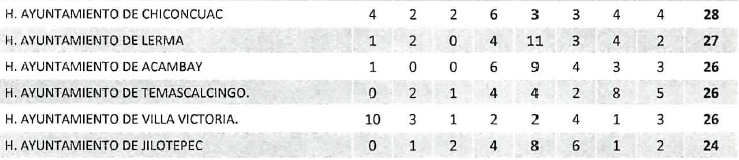 H. AYUNTAMIENTO DE CHICONCUAC 4 2 2 6 3 3 4 4 28
H. AYUNTAMIENTO DE LERMA 1 2 0 4 11 3 4 2 27
H. AYUNTAMIENTO DE ACAMBAY 1 0 0 6 9 4 3 3 26
H. AYUNTAMIENTO DE TEMASCALCINGO. 0 2 1 4 4 2 8 5 26
H. AYUNTAMIENTO DE VILLA VICTORIA. 10 3 1 2 2 4 1 3 26
H. AYUNTAMIENTO DE JILOTEPEC 0 1 2 4 8 6 1 2 24